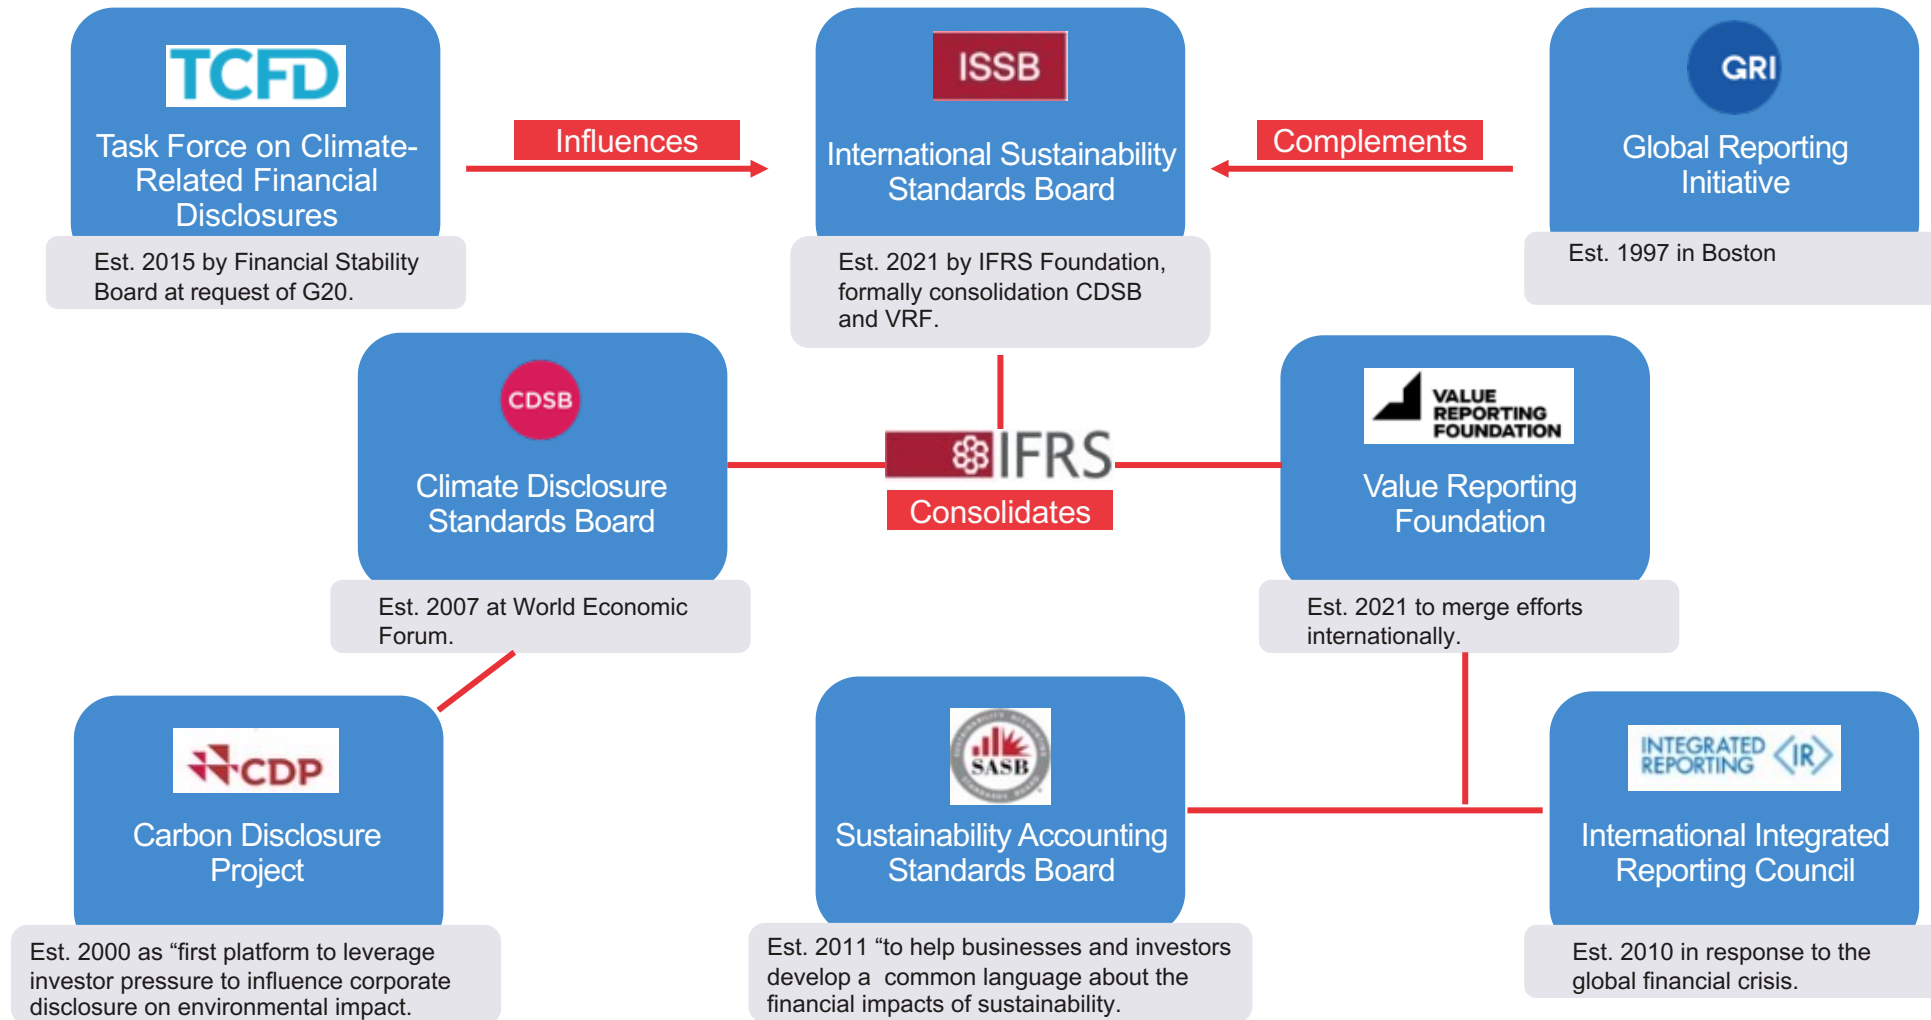 TCFD
Task Force on Climate-
Related Financial
Disclosures
Est. 2015 by Financial Stability
Board at request of G20.
Influences
ISSB
International Sustainability
Standards Board
Est. 2021 by IFRS Foundation,
formally consolidation CDSB
and VRF.
Complements
GRI
Global Reporting
Initiative
Est. 1997 in Boston
CDSB
Climate Disclosure
Standards Board
Est. 2007 at World Economic
Forum.
IFRS
Consolidates
VALUE
REPORTING
FOUNDATION
Value Reporting
Foundation
Est. 2021 to merge efforts
internationally.
CDP
Carbon Disclosure
Project
Est. 2000 as “first platform to leverage
investor pressure to influence corporate
disclosure on environmental impact.
SUSTAINABILITY ACCOUNTING
SASB
STANDARDS BOARD
Sustainability Accounting
Standards Board
Est. 2011 “to help businesses and investors
develop a  common language about the
financial impacts of sustainability.
INTEGRATED
REPORTING
<IR>
International Integrated
Reporting Council
Est. 2010 in response to the
global financial crisis.